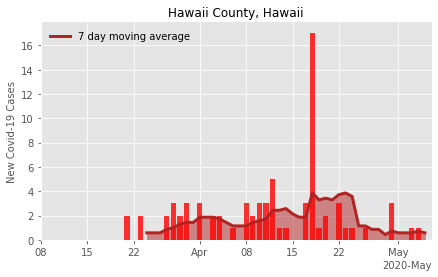 Hawaii County, Hawaii
7 day moving average
New Covid-19 Cases
16
14
12
10
8
6
4
2
0
08 15 22 Apr 08 15 22 May
2020-May